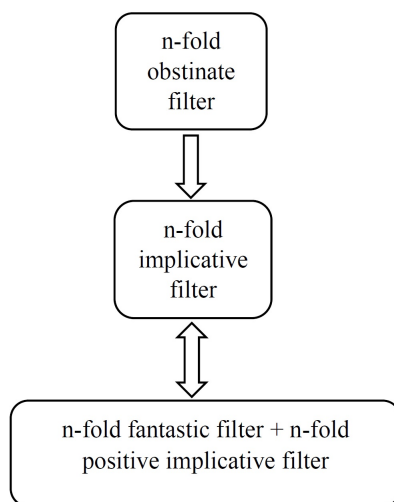 n-fold
obstinate
filter
n-fold
implicative
filter
n-fold fantastic filter + n-fold
positive implicative filter